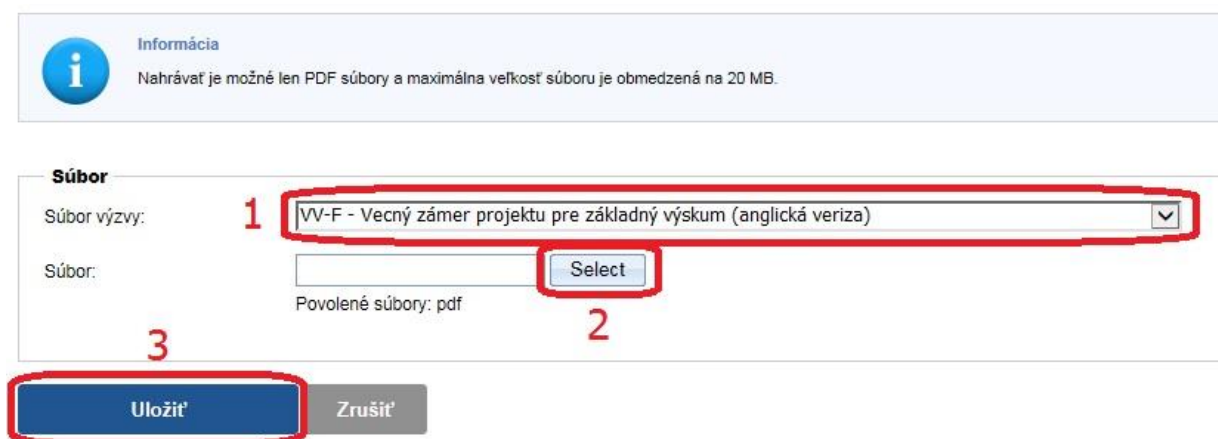 Informácia
Nahrávať je možné len PDF súbory a maximálna veľkosť súboru je obmedzená na 20 MB.
Súbor
Súbor výzvy: 1 VV-F - Vecný zámer projektu pre základný výskum (anglická veriza)
Súbor: Select
Povolené súbory: pdf
2
3
Uložiť Zrušiť